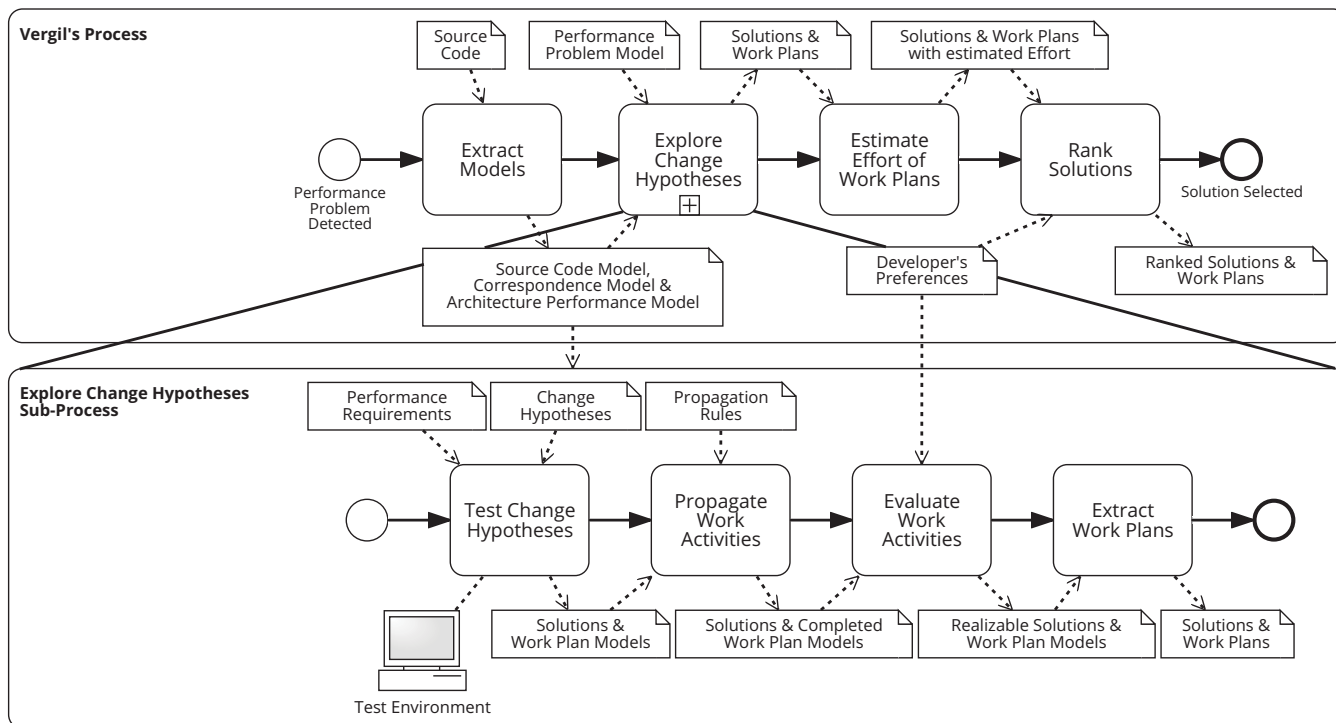 Vergil's Process
Source
Code
Performance
Problem Model
Solutions &
Work Plans
Solutions & Work Plans
with estimated Effort
Performance
Problem
Detected
Extract
Models
Explore
Change
Hypotheses
Estimate
Effort of
Work Plans
Rank
Solutions
Solution Selected
Source Code Model,
Correspondence Model &
Architecture Performance Model
Developer's
Preferences
Ranked Solutions &
Work Plans
Explore Change Hypotheses
Sub-Process
Performance
Requirements
Change
Hypotheses
Propagation
Rules
Test Change
Hypotheses
Propagate
Work
Activities
Evaluate
Work
Activities
Extract
Work Plans
Test Environment
Solutions &
Work Plan Models
Solutions & Completed
Work Plan Models
Realizable Solutions &
Work Plan Models
Solutions &
Work Plans